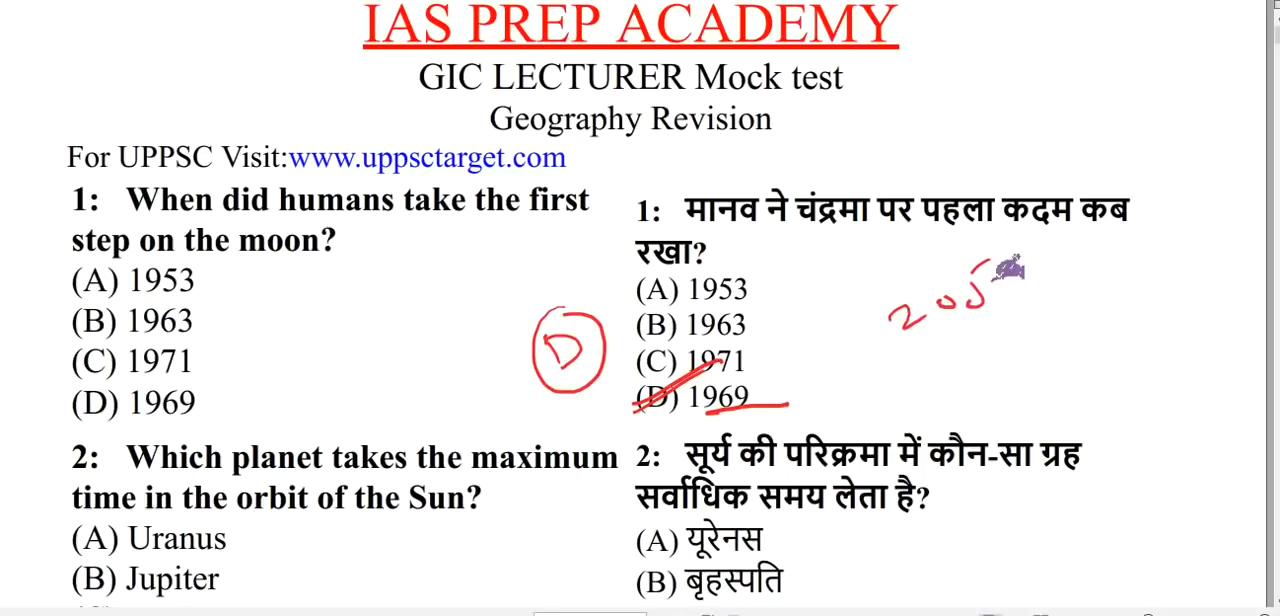 IAS PREP ACADEMY
GIC LECTURER Mock test
Geography Revision
For UPPSC Visit:www.uppsctarget.com
1: When did humans take the first
step on the moon?
(A) 1953
(B) 1963
(C) 1971
(D) 1969
D
2: Which planet takes the maximum
time in the orbit of the Sun?
(A) Uranus
(B) Jupiter
1: मानव ने चंद्रमा पर पहला कदम कब
रखा?
(A) 1953
(B) 1963
(C) 1971
(D) 1969
2: सूर्य की परिक्रमा में कौन-सा ग्रह
सर्वाधिक समय लेता है?
(A) यूरेनस
(B) बृहस्पति